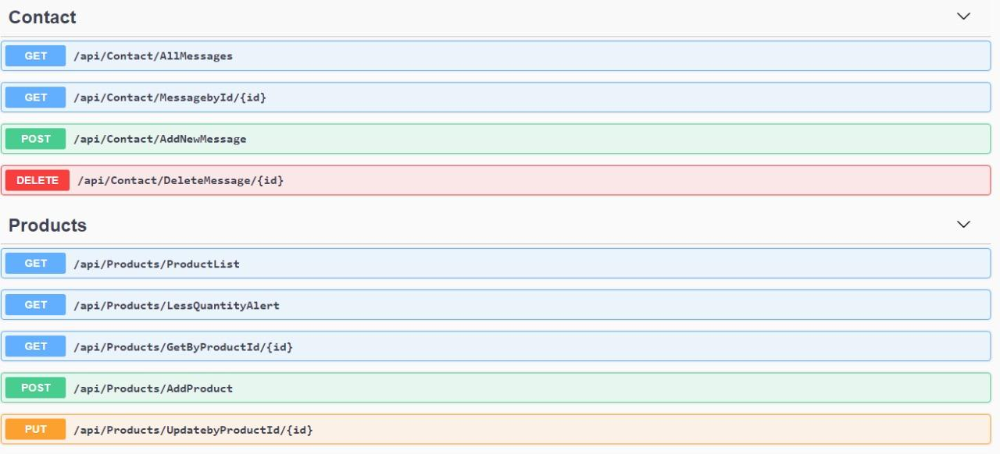 Contact
GET /api/Contact/AllMessages
GET /api/Contact/MessagebyId/{id}
POST /api/Contact/AddNewMessage
DELETE /api/Contact/DeleteMessage/{id}
Products
GET /api/Products/ProductList
GET /api/Products/LessQuantityAlert
GET /api/Products/GetByProductId/{id}
POST /api/Products/AddProduct
PUT /api/Products/UpdatebyProductId/{id}